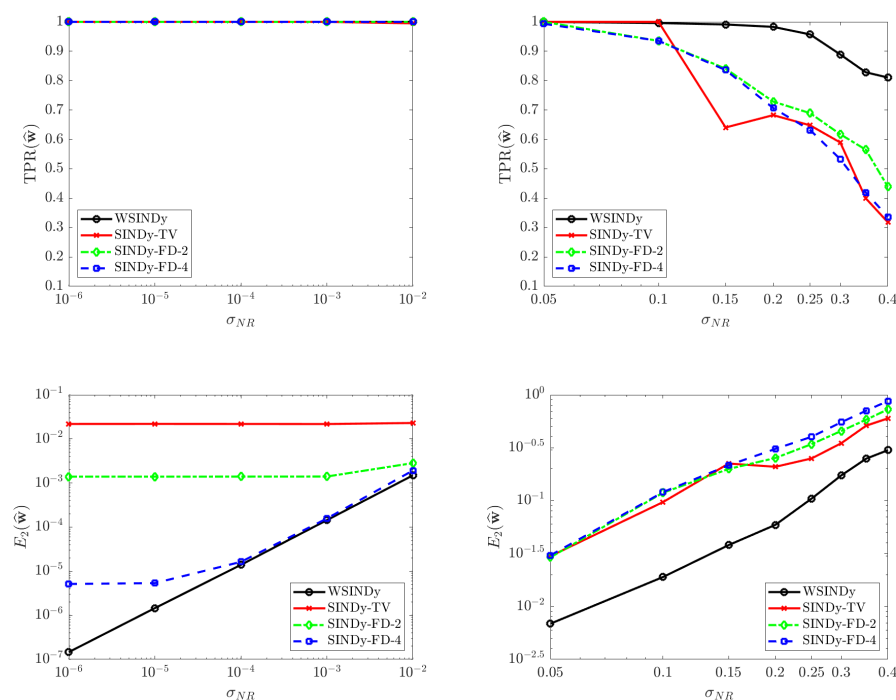 1
0.9
0.8
0.7
0.6
0.5
0.4
0.3
0.2
0.1
TPR(ŵ)
WSINDy
SINDy-TV
SINDy-FD-2
SINDy-FD-4
10⁻⁶ 10⁻⁵ 10⁻⁴ 10⁻³ 10⁻²
σ_NR
1
0.9
0.8
0.7
0.6
0.5
0.4
0.3
0.2
0.1
TPR(ŵ)
WSINDy
SINDy-TV
SINDy-FD-2
SINDy-FD-4
0.05 0.1 0.15 0.2 0.25 0.3 0.4
σ_NR
10⁻¹
10⁻²
10⁻³
10⁻⁴
10⁻⁵
10⁻⁶
10⁻⁷
E₂(ŵ)
WSINDy
SINDy-TV
SINDy-FD-2
SINDy-FD-4
10⁻⁶ 10⁻⁵ 10⁻⁴ 10⁻³ 10⁻²
σ_NR
10⁰
10⁻⁰·⁵
10⁻¹
10⁻¹·⁵
10⁻²
10⁻²·⁵
E₂(ŵ)
WSINDy
SINDy-TV
SINDy-FD-2
SINDy-FD-4
0.05 0.1 0.15 0.2 0.25 0.3 0.4
σ_NR